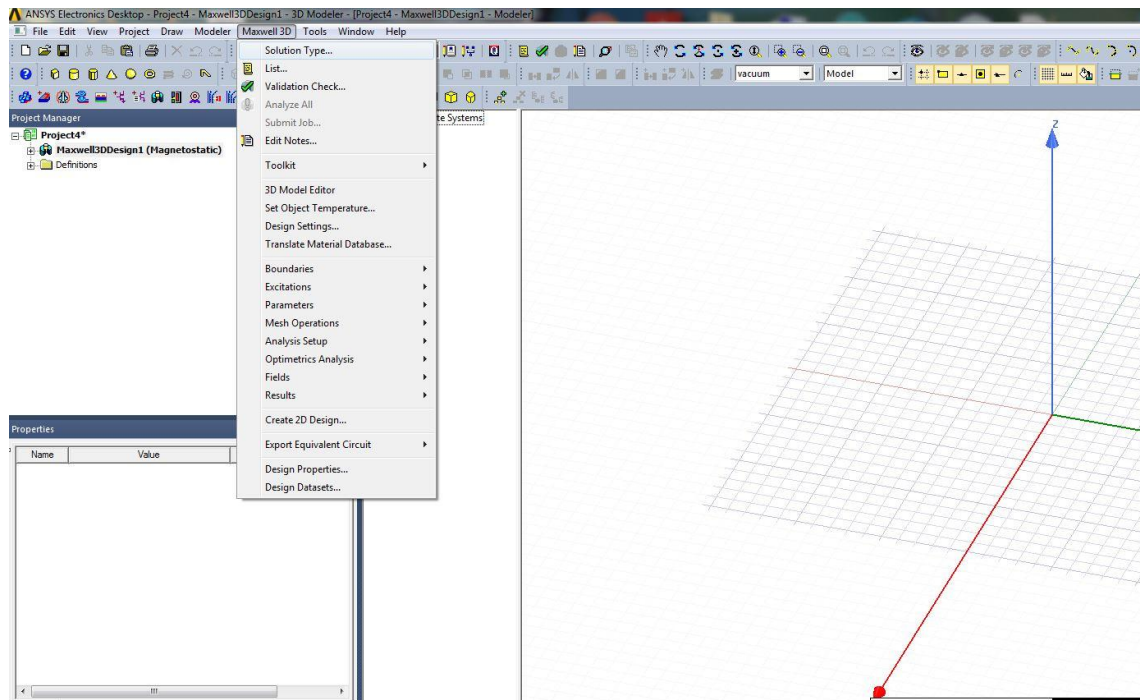 ANSYS Electronics Desktop - Project4 - Maxwell3DDesign1 - 3D Modeler - [Project4 - Maxwell3DDesign1 - Modeler]
File Edit View Project Draw Modeler Maxwell 3D Tools Window Help
vacuum Model
Project Manager
Project4*
Maxwell3DDesign1 (Magnetostatic)
Definitions
Solution Type...
List...
Validation Check...
Analyze All
Submit Job...
Edit Notes...
Toolkit
3D Model Editor
Set Object Temperature...
Design Settings...
Translate Material Database...
Boundaries
Excitations
Parameters
Mesh Operations
Analysis Setup
Optimetrics Analysis
Fields
Results
Create 2D Design...
Export Equivalent Circuit
Design Properties...
Design Datasets...
te Systems
Properties
Name Value
Z